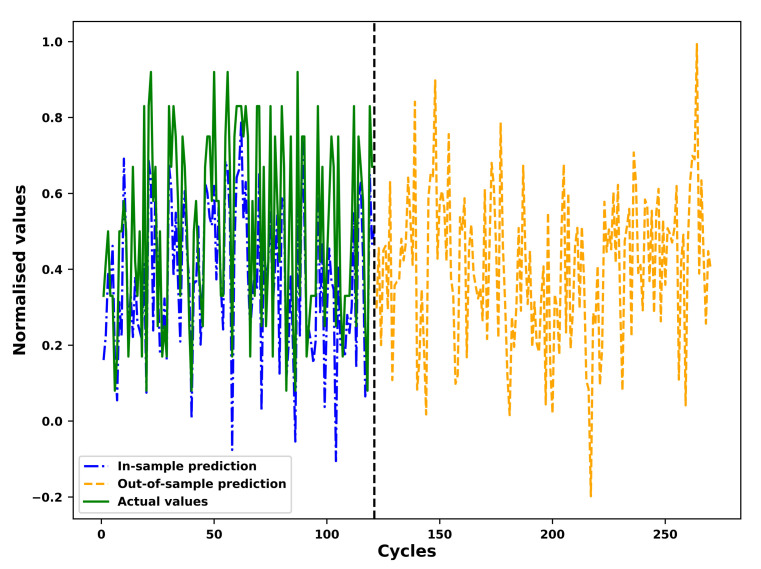 Normalised values
1.0
0.8
0.6
0.4
0.2
0.0
−0.2
In-sample prediction
Out-of-sample prediction
Actual values
0 50 100 150 200 250
Cycles